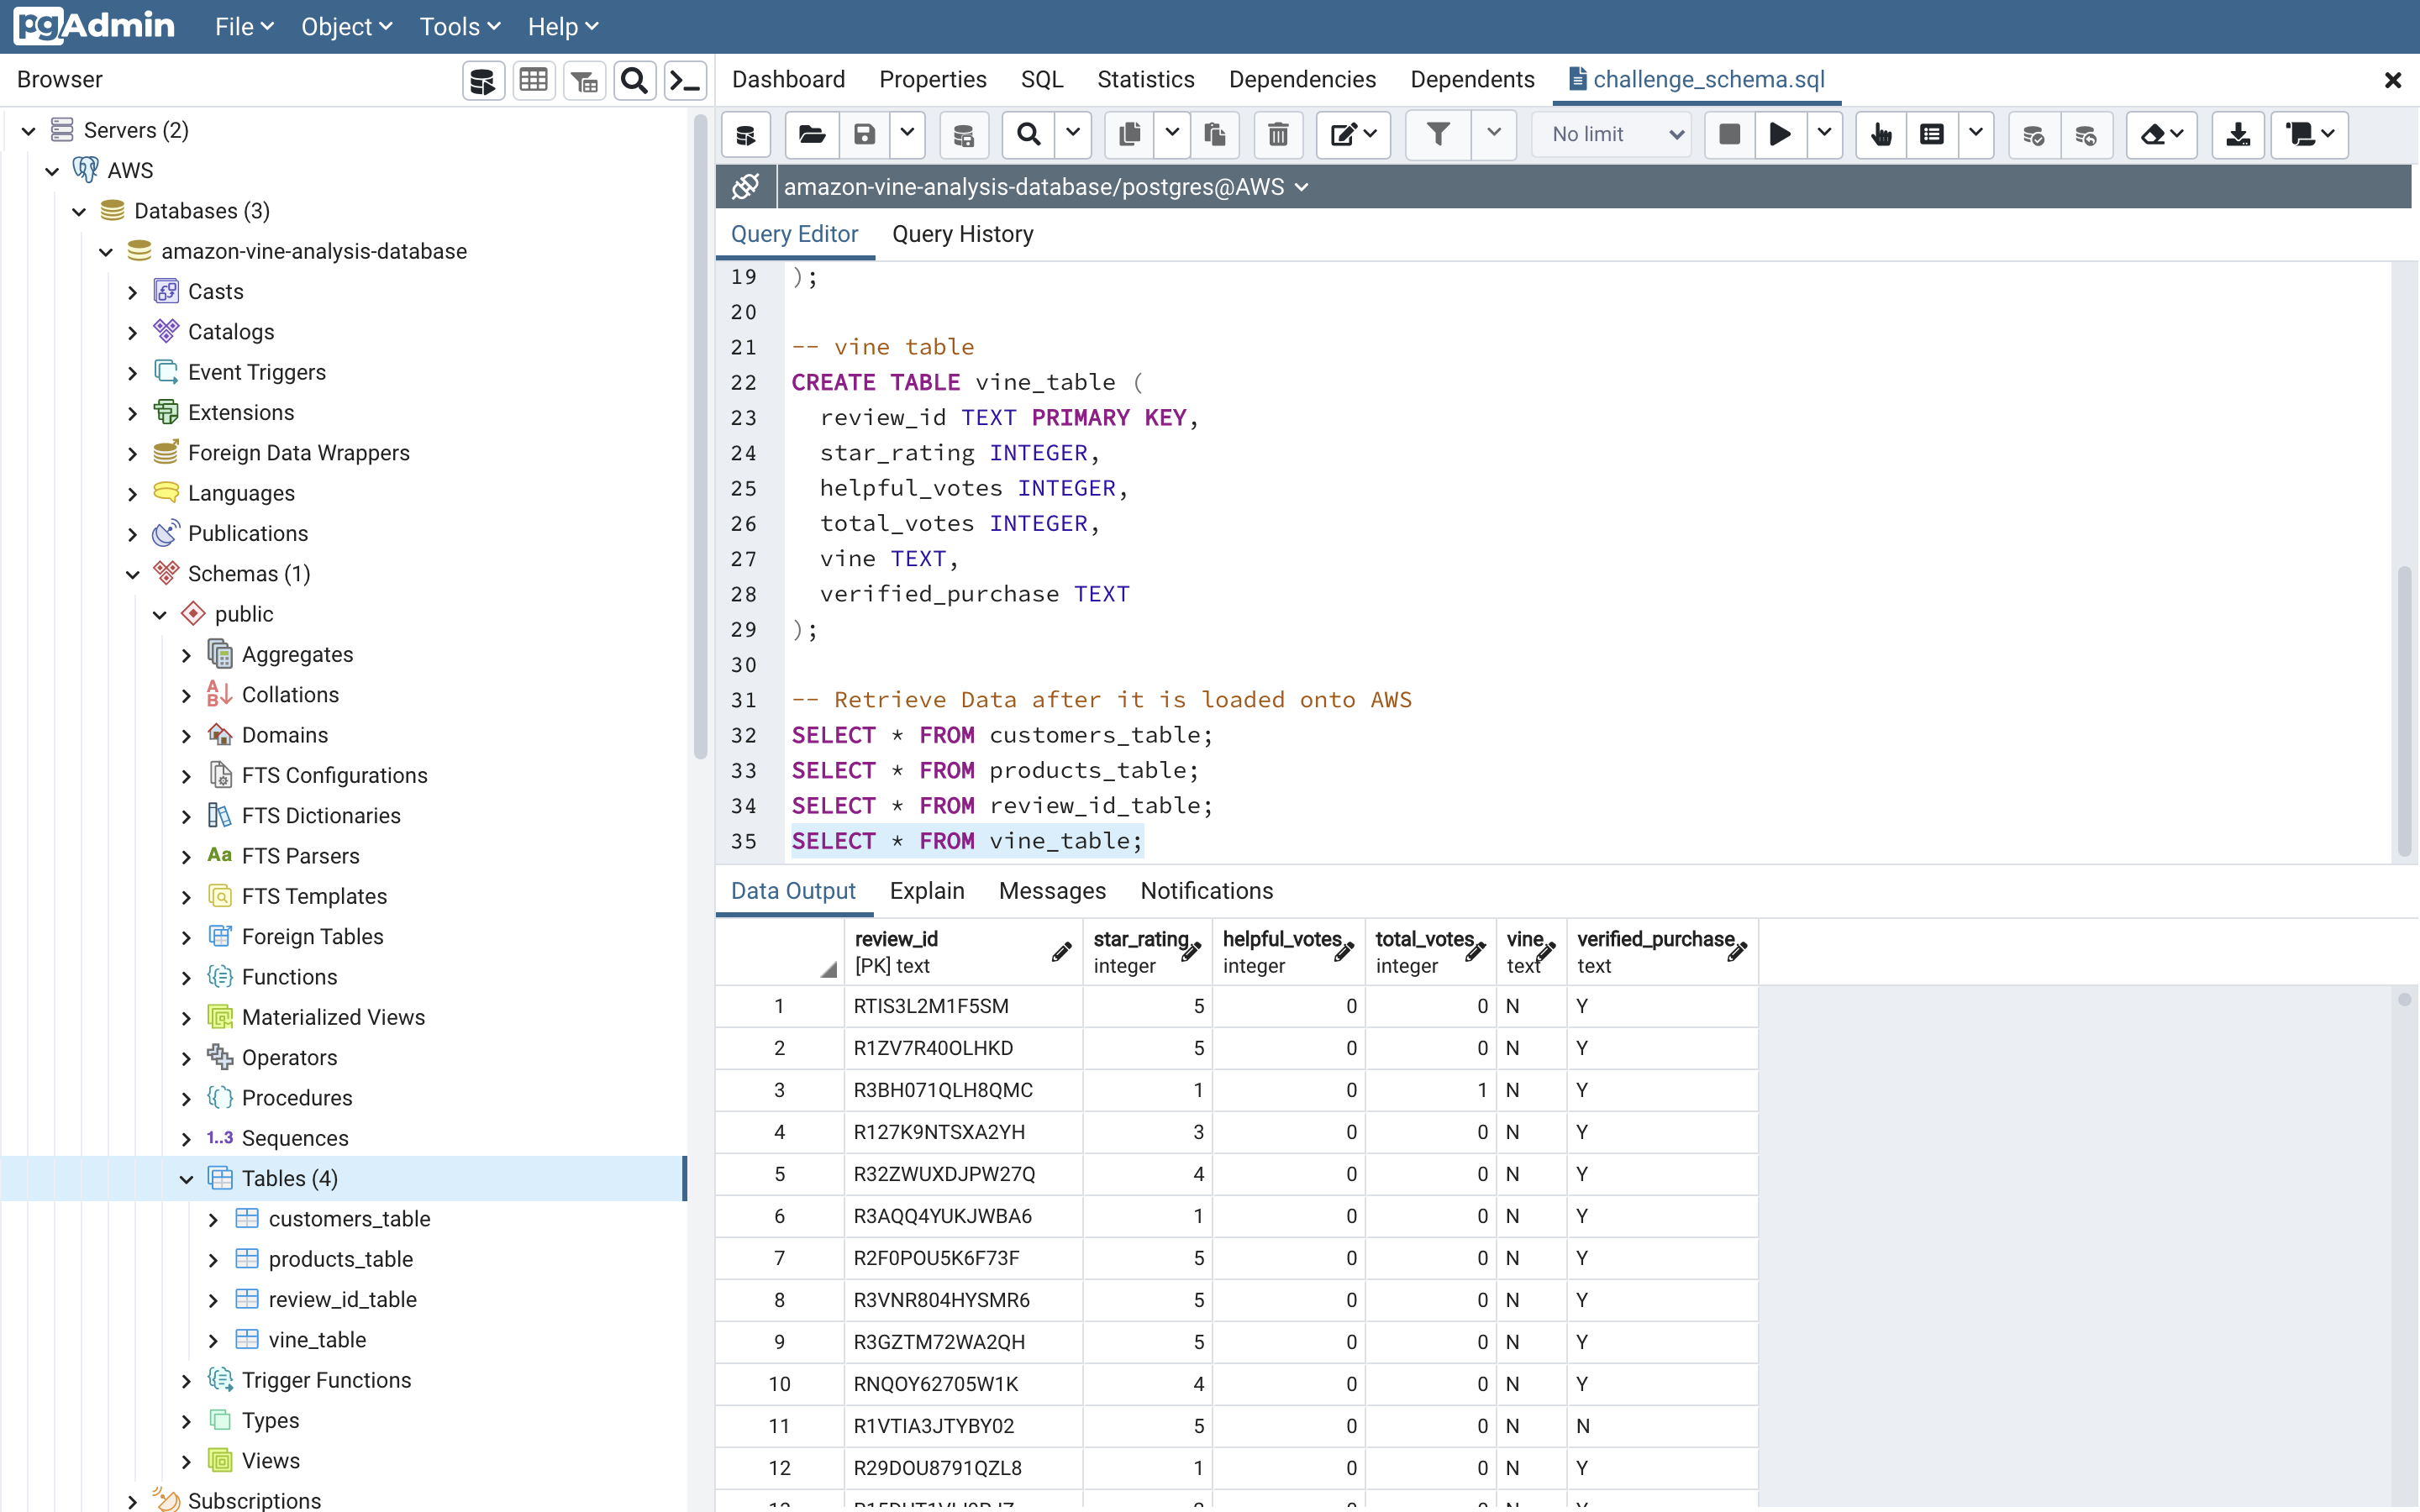 pgAdmin File Object Tools Help
Browser
Dashboard Properties SQL Statistics Dependencies Dependents challenge_schema.sql
Servers (2)
AWS
Databases (3)
amazon-vine-analysis-database
Casts
Catalogs
Event Triggers
Extensions
Foreign Data Wrappers
Languages
Publications
Schemas (1)
public
Aggregates
Collations
Domains
FTS Configurations
FTS Dictionaries
Aa FTS Parsers
FTS Templates
Foreign Tables
Functions
Materialized Views
Operators
Procedures
1..3 Sequences
Tables (4)
customers_table
products_table
review_id_table
vine_table
Trigger Functions
Types
Views
Subscriptions
No limit
amazon-vine-analysis-database/postgres@AWS
Query Editor Query History
19 );
20
21 -- vine table
22 CREATE TABLE vine_table (
23 review_id TEXT PRIMARY KEY,
24 star_rating INTEGER,
25 helpful_votes INTEGER,
26 total_votes INTEGER,
27 vine TEXT,
28 verified_purchase TEXT
29 );
30
31 -- Retrieve Data after it is loaded onto AWS
32 SELECT * FROM customers_table;
33 SELECT * FROM products_table;
34 SELECT * FROM review_id_table;
35 SELECT * FROM vine_table;
Data Output Explain Messages Notifications
review_id star_rating helpful_votes total_votes vine verified_purchase
[PK] text integer integer integer text text
1 RTIS3L2M1F5SM 5 0 0 N Y
2 R1ZV7R40OLHKD 5 0 0 N Y
3 R3BH071QLH8QMC 1 0 1 N Y
4 R127K9NTSXA2YH 3 0 0 N Y
5 R32ZWUXDJPW27Q 4 0 0 N Y
6 R3AQQ4YUKJWBA6 1 0 0 N Y
7 R2F0POU5K6F73F 5 0 0 N Y
8 R3VNR804HYSMR6 5 0 0 N Y
9 R3GZTM72WA2QH 5 0 0 N Y
10 RNQOY62705W1K 4 0 0 N Y
11 R1VTIA3JTYBY02 5 0 0 N N
12 R29DOU8791QZL8 1 0 0 N Y